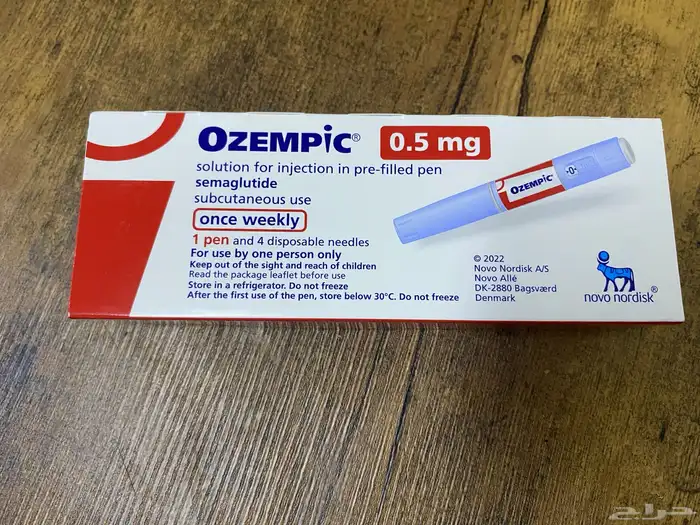 OZEMPIC® 0.5 mg
solution for injection in pre-filled pen
semaglutide
subcutaneous use
once weekly
1 pen and 4 disposable needles
For use by one person only
Keep out of the sight and reach of children
Read the package leaflet before use
Store in a refrigerator. Do not freeze
After the first use of the pen, store below 30°C. Do not freeze
OZEMPIC®
0
© 2022
Novo Nordisk A/S
Novo Allé
DK-2880 Bagsværd
Denmark
novo nordisk®
حراج